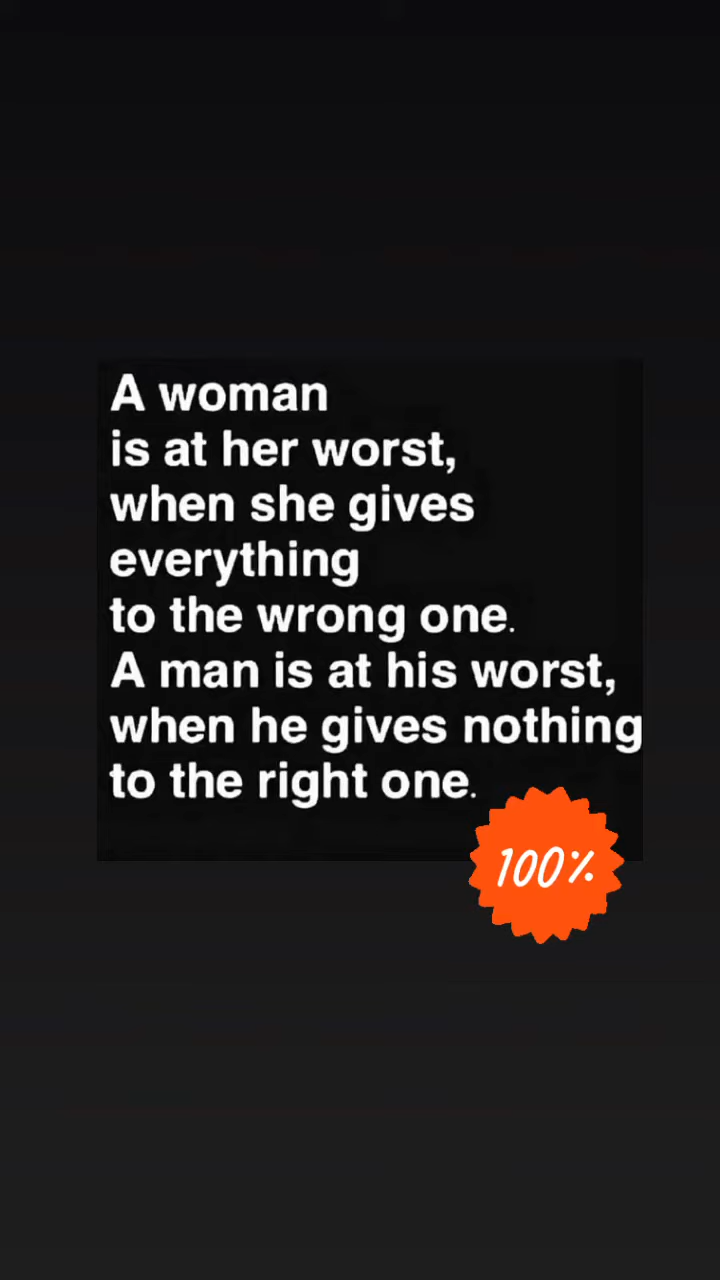 A woman
is at her worst,
when she gives
everything
to the wrong one.
A man is at his worst,
when he gives nothing
to the right one.
100%